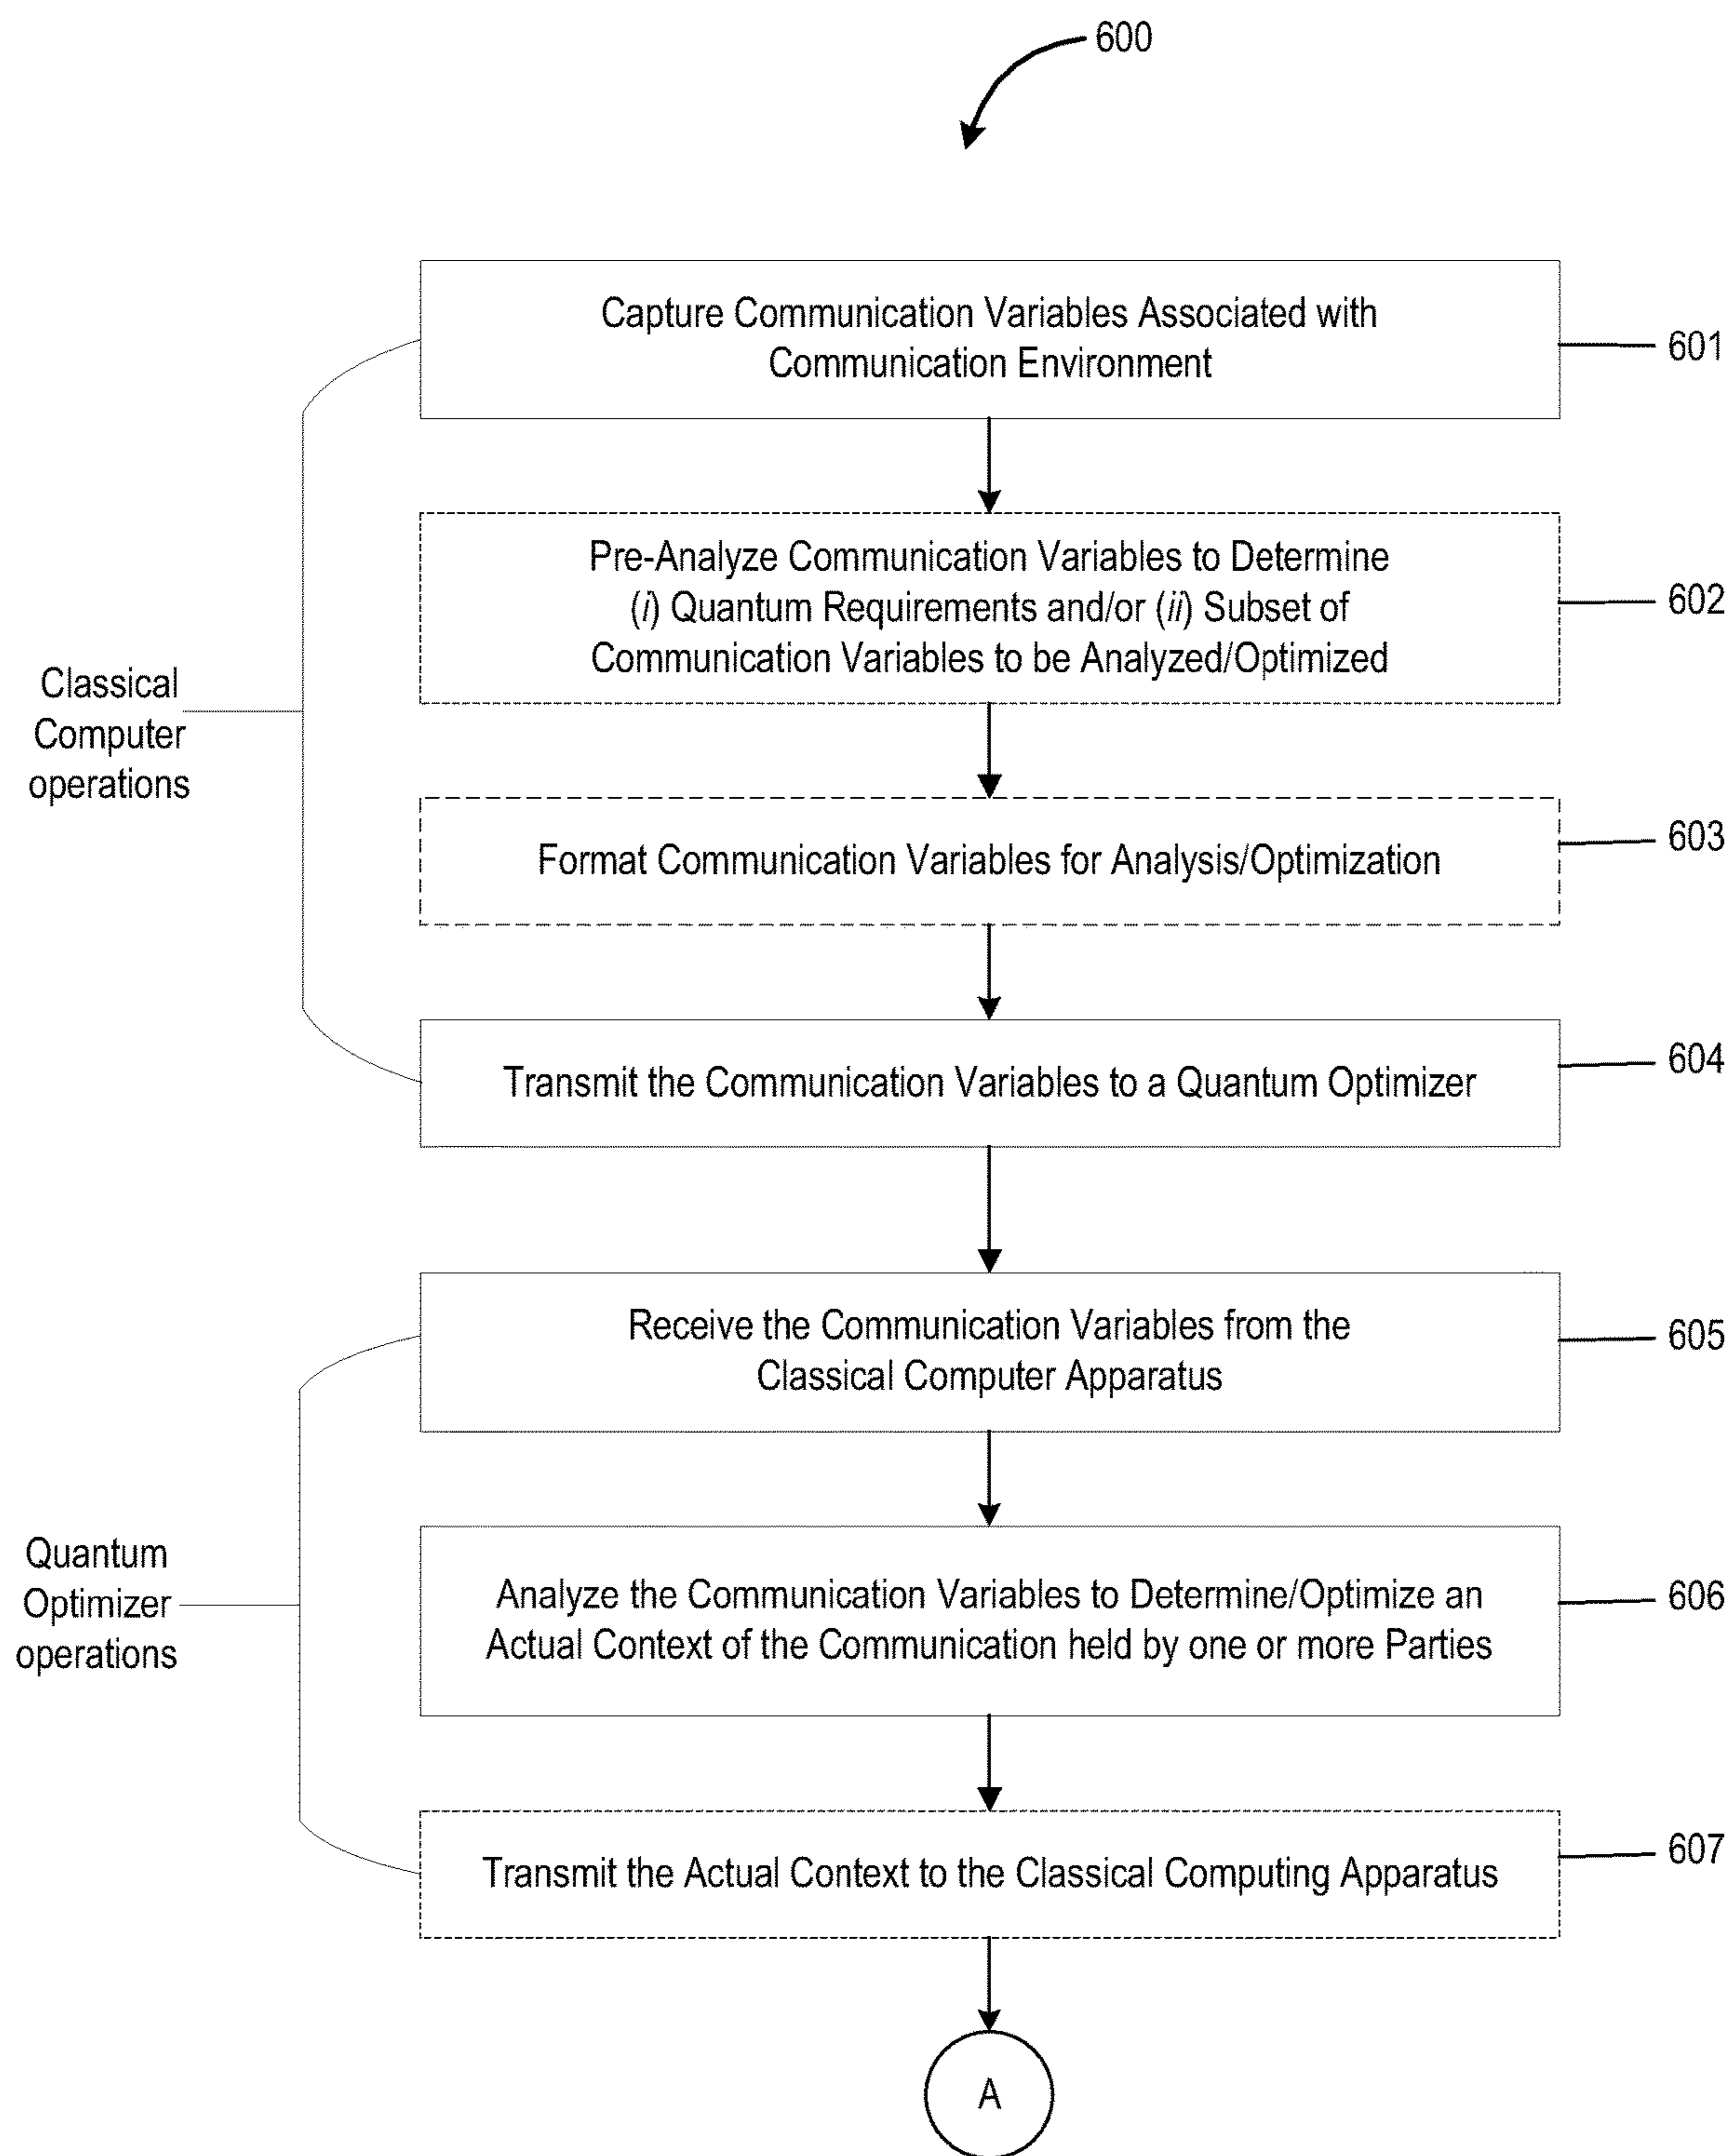 600
Capture Communication Variables Associated with
Communication Environment
601
Pre-Analyze Communication Variables to Determine
(i) Quantum Requirements and/or (ii) Subset of
Communication Variables to be Analyzed/Optimized
602
Classical
Computer
operations
Format Communication Variables for Analysis/Optimization
603
Transmit the Communication Variables to a Quantum Optimizer
604
Receive the Communication Variables from the
Classical Computer Apparatus
605
Quantum
Optimizer
operations
Analyze the Communication Variables to Determine/Optimize an
Actual Context of the Communication held by one or more Parties
606
Transmit the Actual Context to the Classical Computing Apparatus
607
A